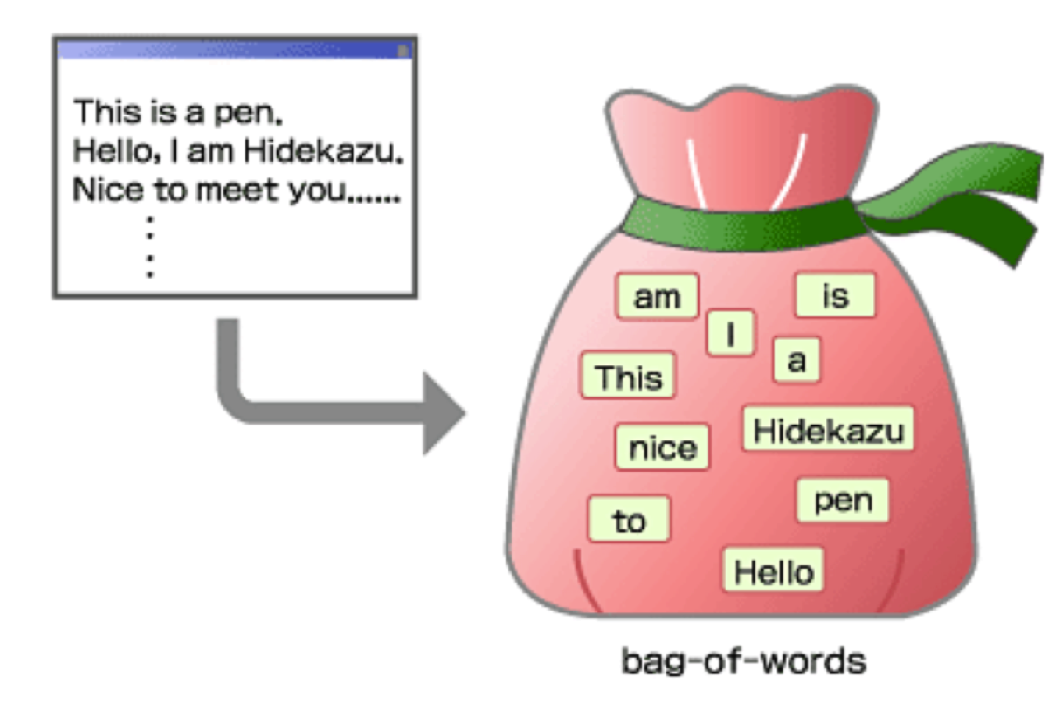 This is a pen.
Hello, I am Hidekazu.
Nice to meet you......
:
:
am
is
I
a
This
Hidekazu
nice
pen
to
Hello
bag-of-words